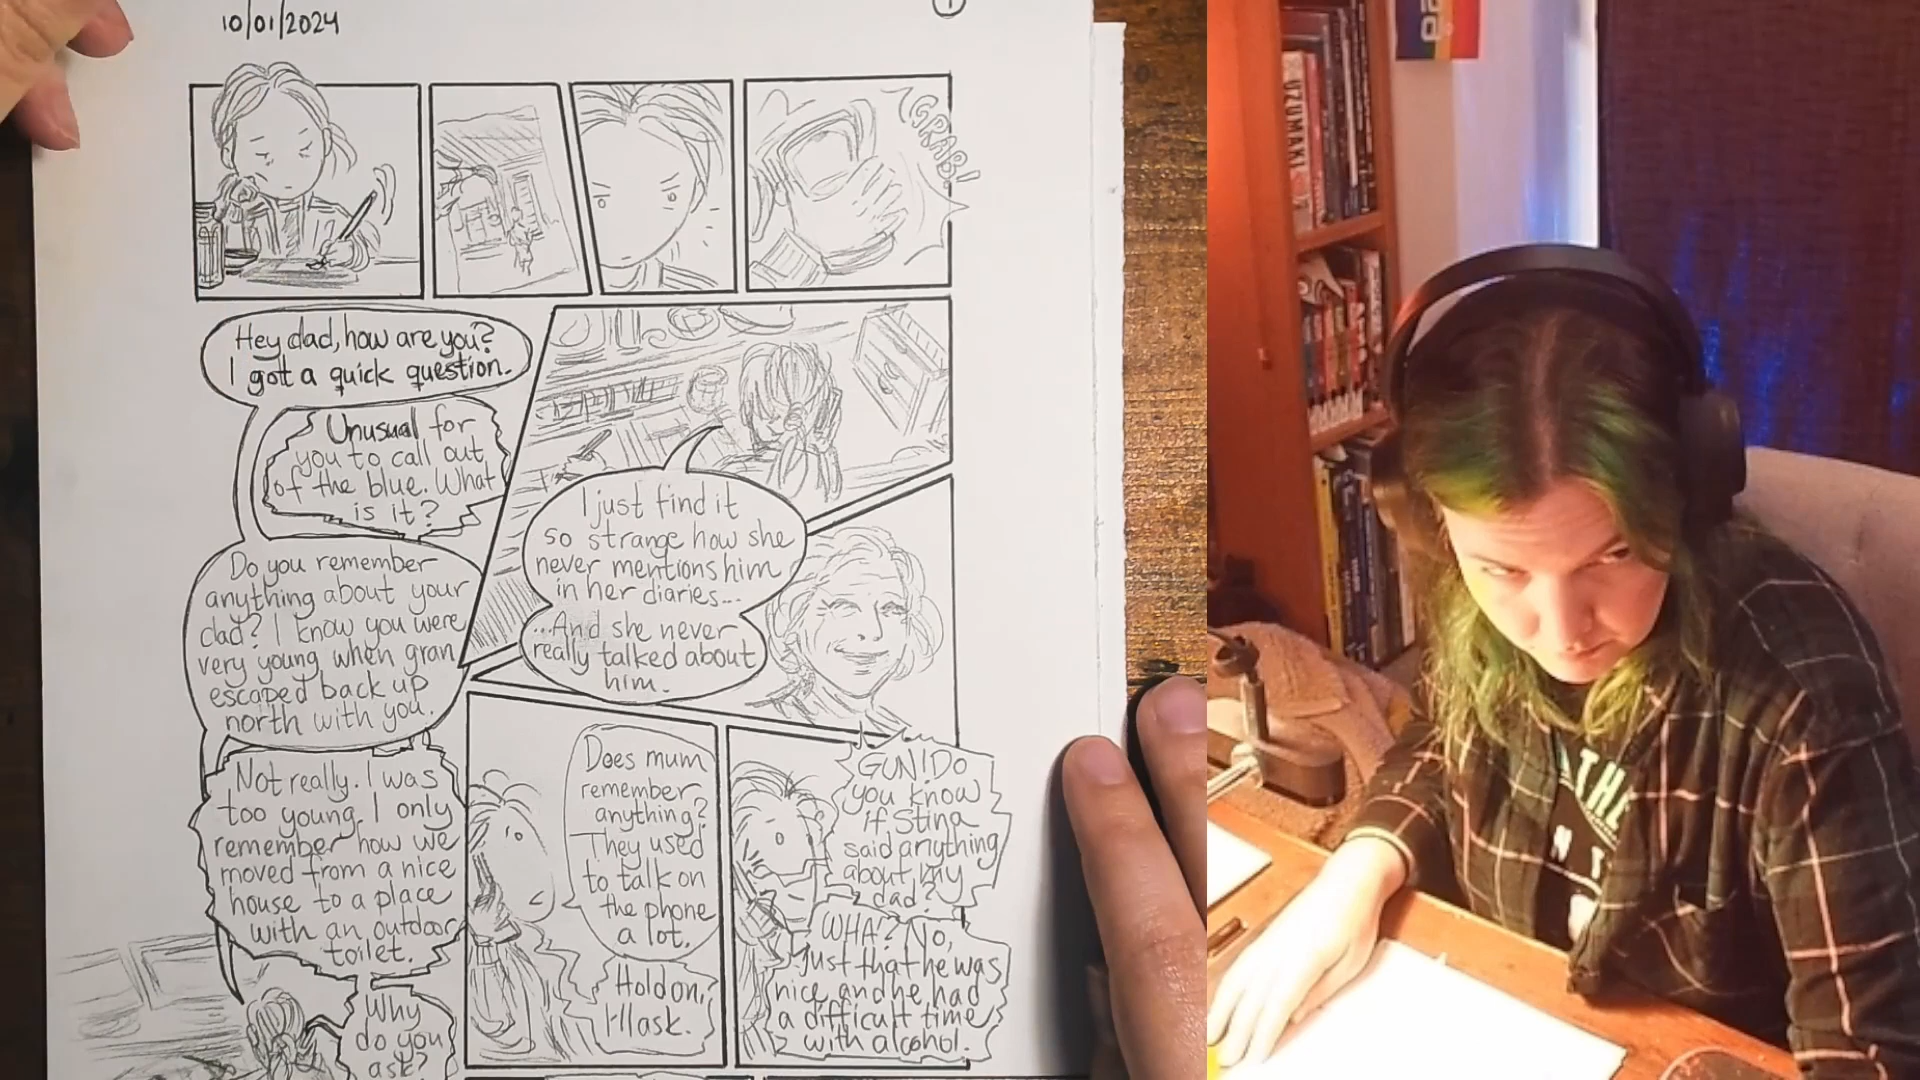 10/01/2024
1
GRAB!
Hey dad, how are you?
I got a quick question.
Unusual for
you to call out
of the blue. What
is it?
Do you remember
anything about your
dad? I know you were
very young when gran
escaped back up
north with you.
Not really. I was
too young. I only
remember how we
moved from a nice
house to a place
with an outdoor
toilet.
Why
do you
ask?
I just find it
so strange how she
never mentions him
in her diaries...
...And she never
really talked about
him.
Does mum
remember
anything?
They used
to talk on
the phone
a lot.
Hold on,
I'll ask.
GUN! Do
you know
if Stina
said anything
about my
dad?
WHA? No,
just that he was
nice and he had
a difficult time
with alcohol.
UZUMAKI
THE